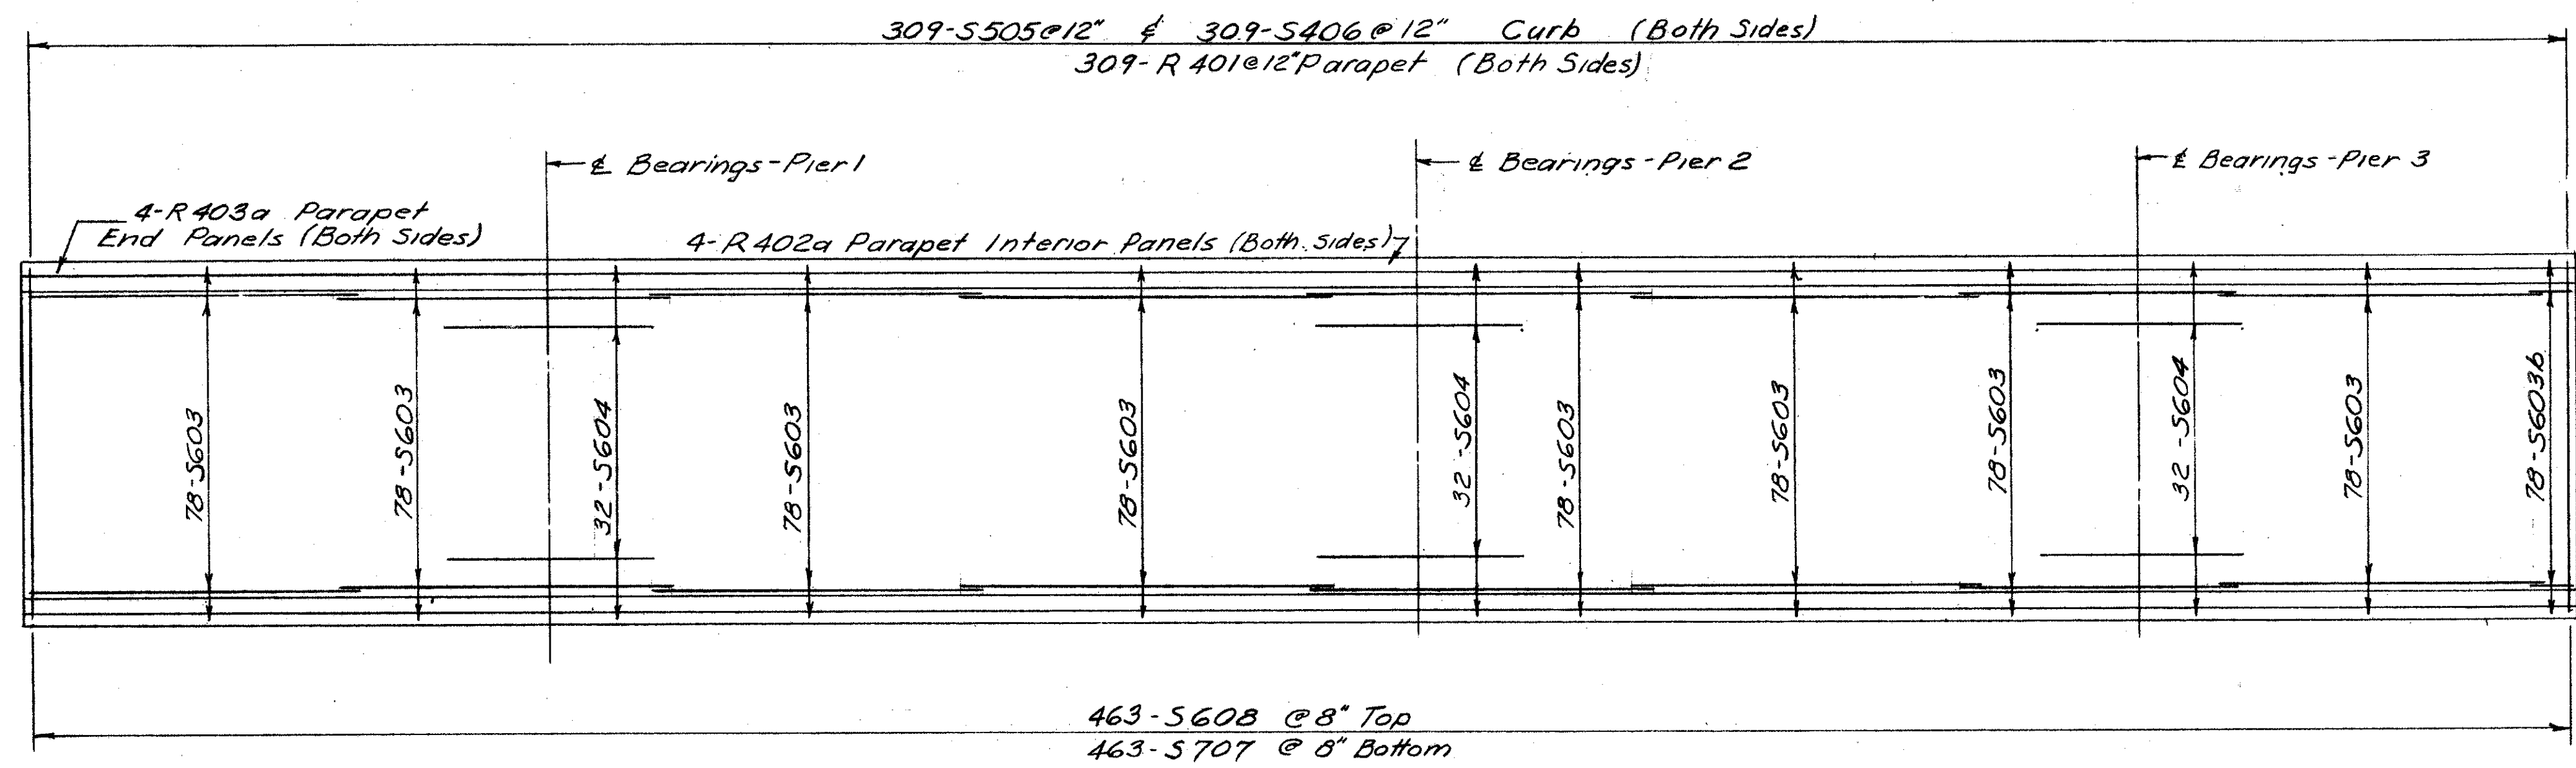 309-S505@12" & 309-S406@12" Curb (Both Sides)
309-R401@12" Parapet (Both Sides)
℄ Bearings-Pier 1
℄ Bearings-Pier 2
℄ Bearings-Pier 3
4-R403a Parapet
End Panels (Both Sides)
4-R402a Parapet Interior Panels (Both Sides)
78-S603
78-S603
32-S604
78-S603
78-S603
32-S604
78-S603
78-S603
78-S603
32-S604
78-S603
78-S603b
463-S608 @ 8" Top
463-S707 @ 8" Bottom